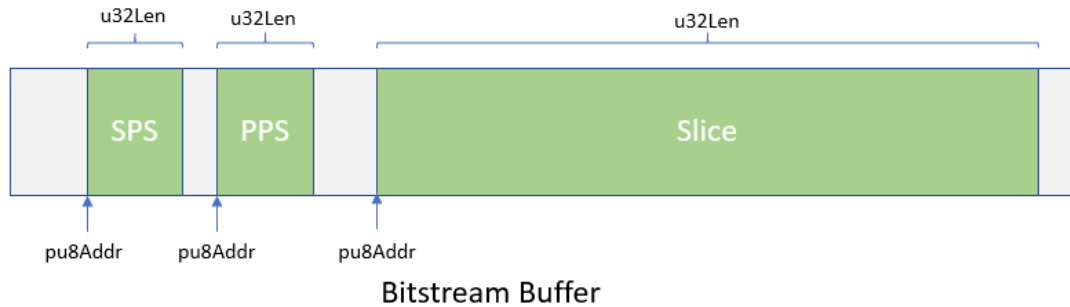 u32Len
u32Len
u32Len
SPS
PPS
Slice
pu8Addr
pu8Addr
pu8Addr
Bitstream Buffer